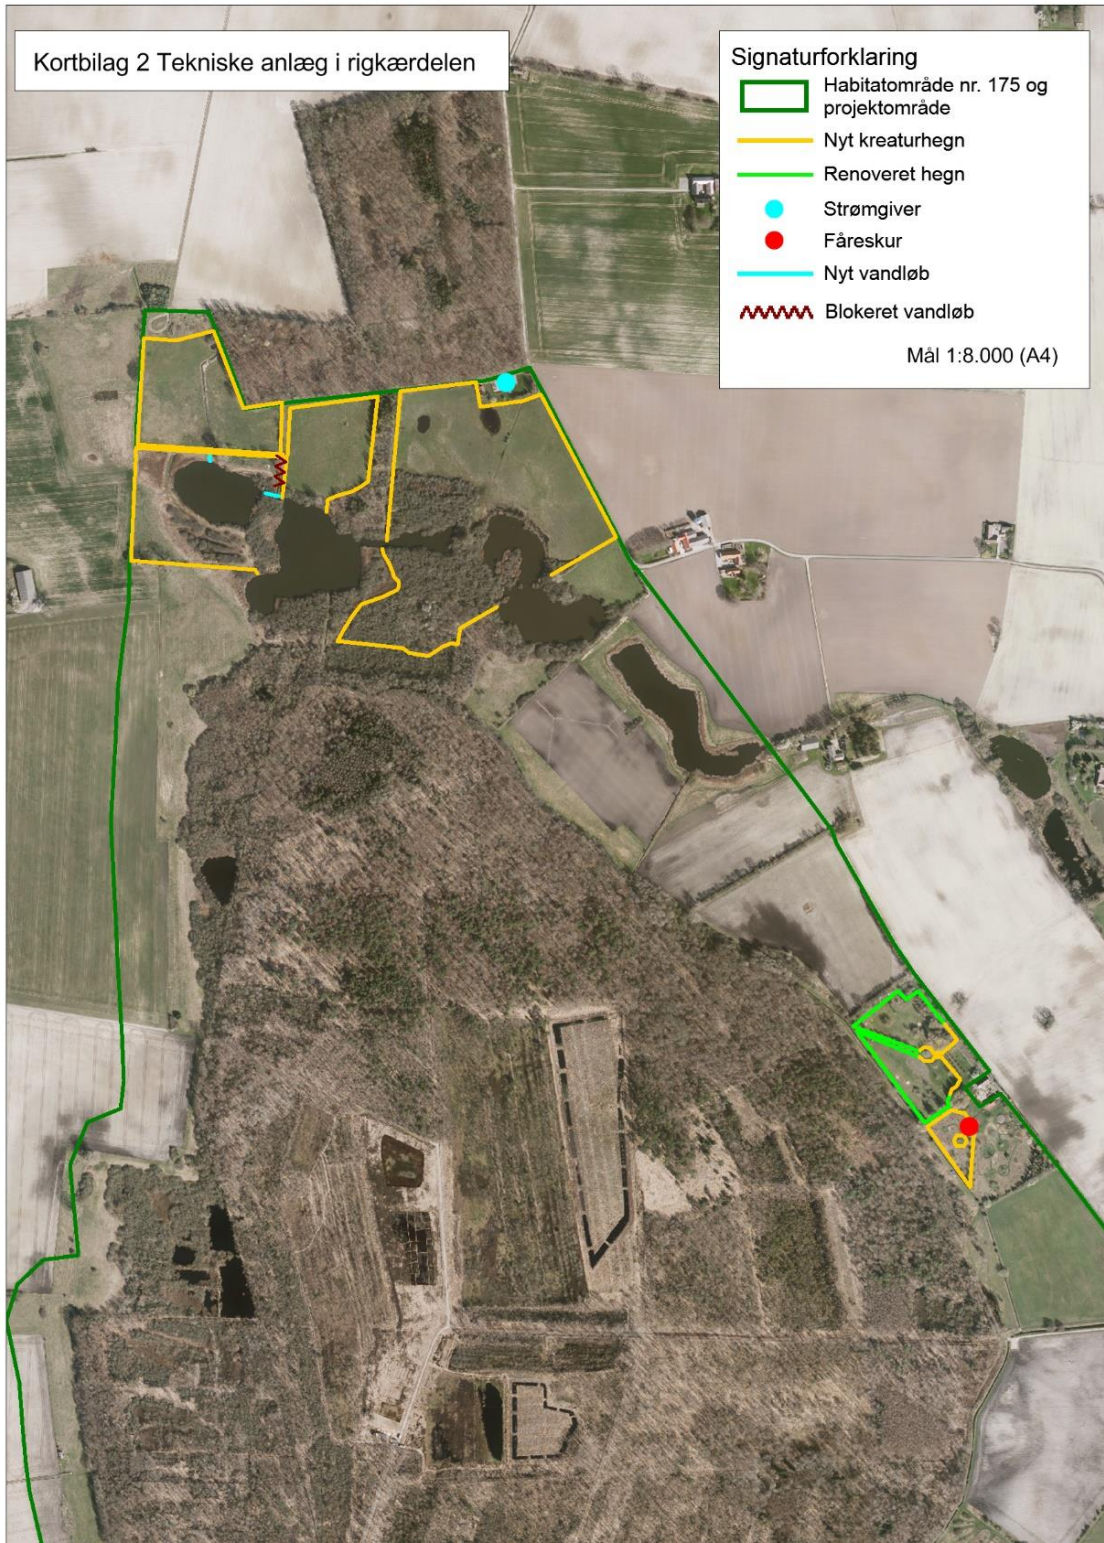 Kortbilag 2 Tekniske anlæg i rigkærdelen
Signaturforklaring
Habitatområde nr. 175 og
projektområde
Nyt kreaturhegn
Renoveret hegn
Strømgiver
Fåreskur
Nyt vandløb
Blokeret vandløb
Mål 1:8.000 (A4)